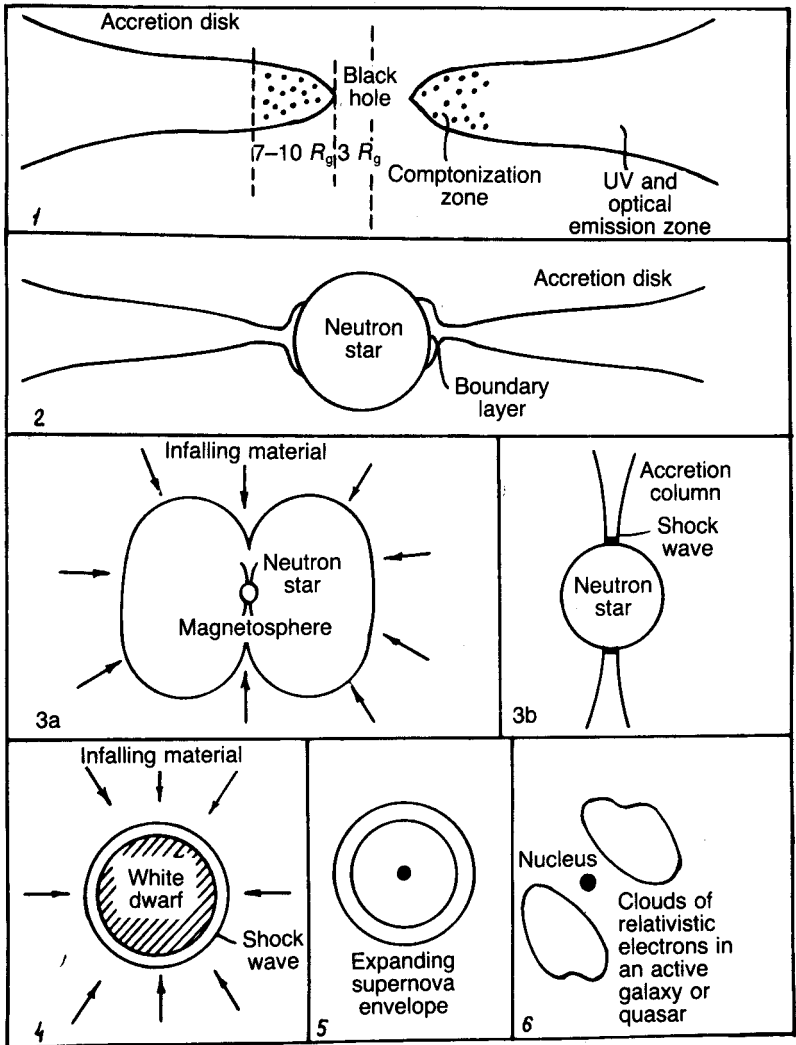 Accretion disk
Black
hole
7–10 R_g
3 R_g
Comptonization
zone
UV and
optical
emission zone
1
Accretion disk
Neutron
star
Boundary
layer
2
Infalling material
Neutron
star
Magnetosphere
3a
Accretion
column
Shock
wave
Neutron
star
3b
Infalling material
White
dwarf
Shock
wave
4
Expanding
supernova
envelope
5
Nucleus
Clouds of
relativistic
electrons in
an active
galaxy or
quasar
6